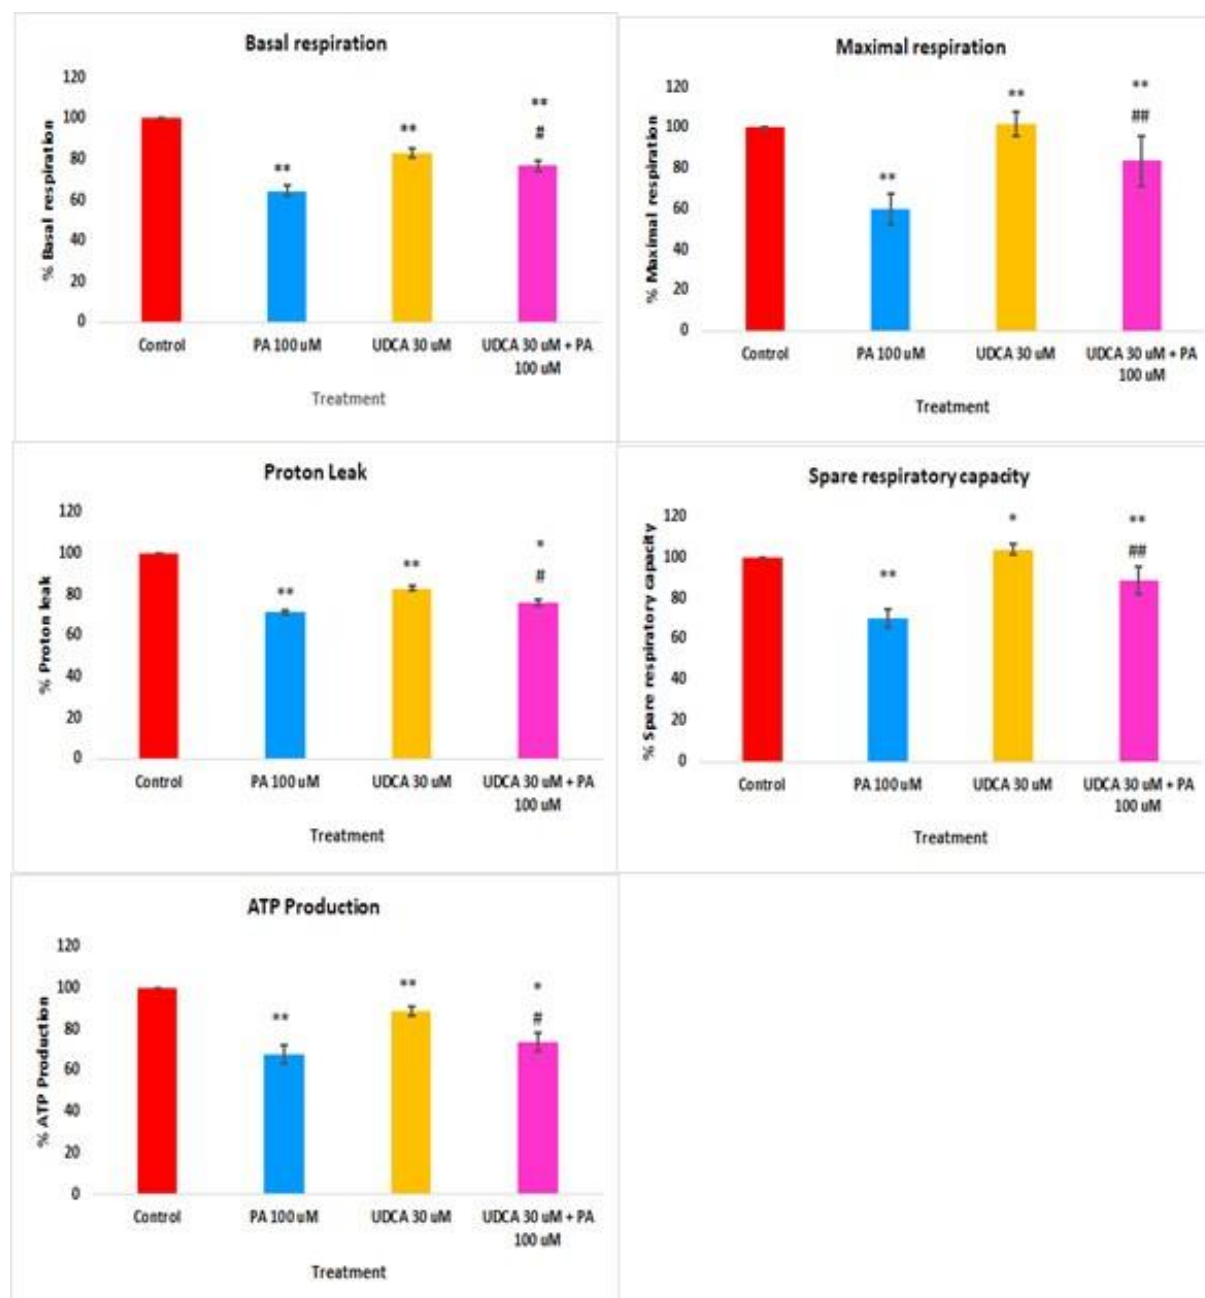 Basal respiration
% Basal respiration
120
100
80
60
40
20
0
**
**
**
#
Control
PA 100 uM
UDCA 30 uM
UDCA 30 uM + PA
100 uM
Treatment
Maximal respiration
% Maximal respiration
120
100
80
60
40
20
0
**
**
**
##
Control
PA 100 uM
UDCA 30 uM
UDCA 30 uM + PA
100 uM
Treatment
Proton Leak
% Proton leak
120
100
80
60
40
20
0
**
**
*
#
Control
PA 100 uM
UDCA 30 uM
UDCA 30 uM + PA
100 uM
Treatment
Spare respiratory capacity
% Spare respiratory capacity
120
100
80
60
40
20
0
**
*
**
##
Control
PA 100 uM
UDCA 30 uM
UDCA 30 uM + PA
100 uM
Treatment
ATP Production
% ATP Production
120
100
80
60
40
20
0
**
**
*
#
Control
PA 100 uM
UDCA 30 uM
UDCA 30 uM + PA
100 uM
Treatment